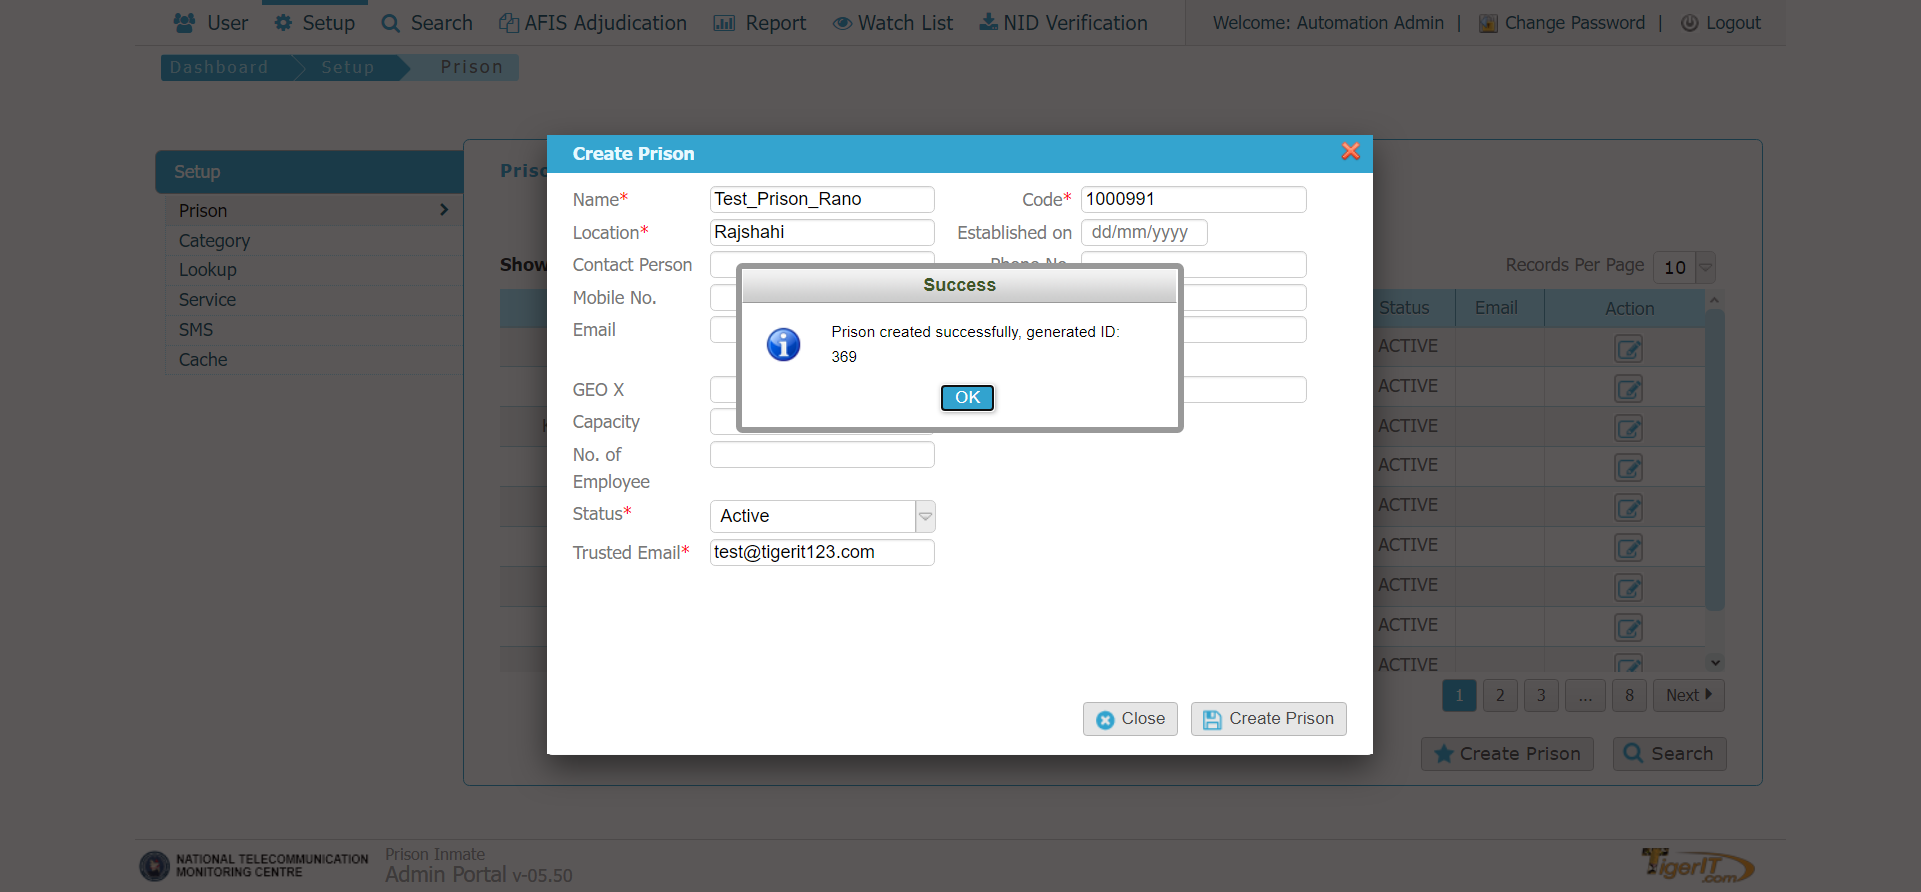 User Setup Search AFIS Adjudication Report Watch List NID Verification Welcome: Automation Admin | Change Password | Logout
Dashboard Setup Prison
Setup
Prison
Category
Lookup
Service
SMS
Cache
Create Prison
Name* Test_Prison_Rano Code* 1000991
Location* Rajshahi Established on dd/mm/yyyy
Contact Person
Mobile No.
Email
GEO X
Capacity
No. of
Employee
Status* Active
Trusted Email* test@tigerit123.com
Close Create Prison
Success
Prison created successfully, generated ID:
369
OK
Records Per Page 10
Status Email Action
ACTIVE
ACTIVE
ACTIVE
ACTIVE
ACTIVE
ACTIVE
ACTIVE
ACTIVE
ACTIVE
1 2 3 ... 8 Next
Create Prison Search
NATIONAL TELECOMMUNICATION
MONITORING CENTRE
Prison Inmate
Admin Portal v-05.50
TigerIT
.com